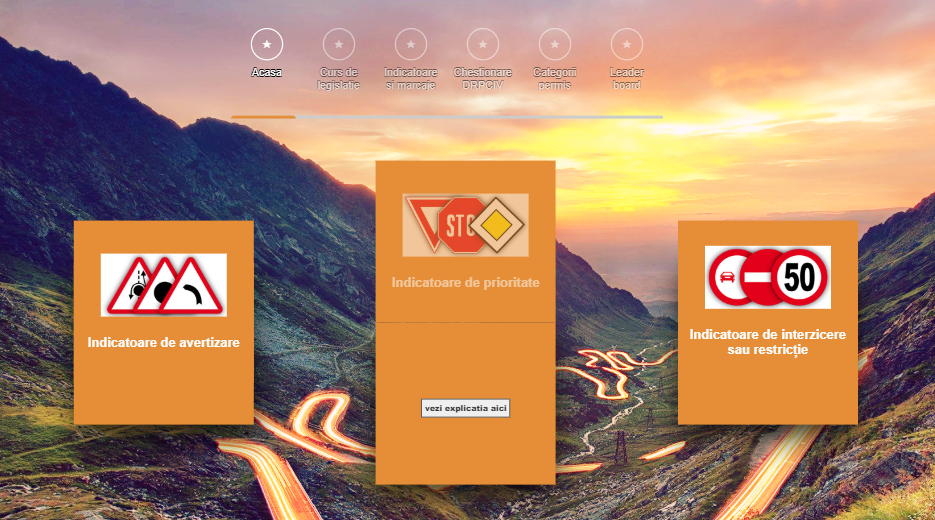 Acasa
Curs de
legislatie
Indicatoare
si marcaje
Chestionare
DRPCIV
Categorii
permis
Leader
board
Indicatoare de avertizare
STO
Indicatoare de prioritate
vezi explicatia aici
50
Indicatoare de interzicere
sau restricție